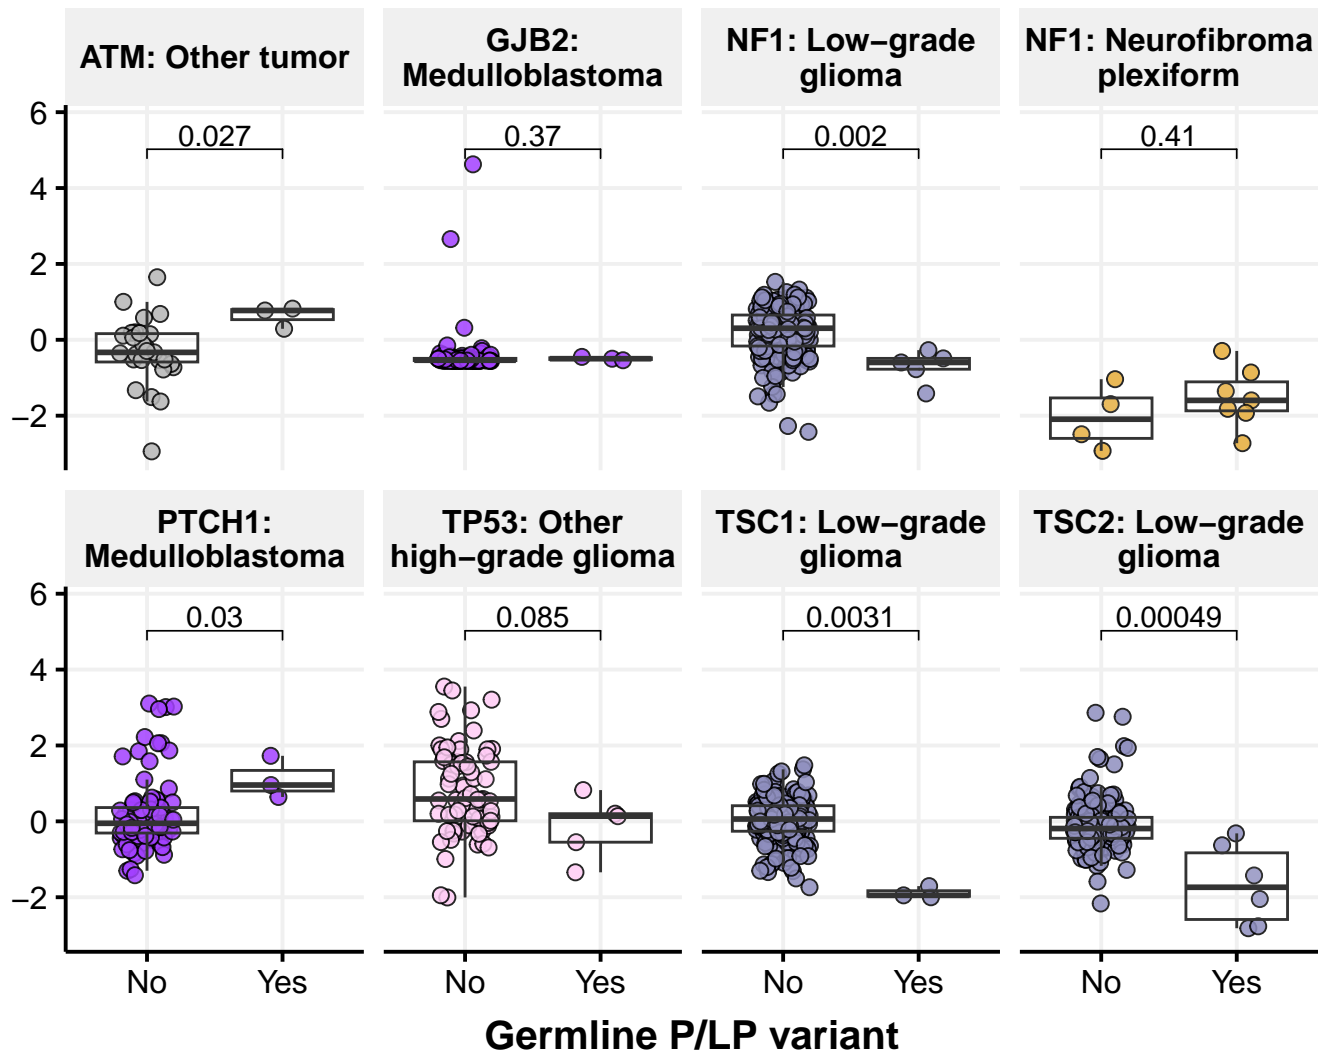 ATM: Other tumor
GJB2:
Medulloblastoma
NF1: Low−grade
glioma
NF1: Neurofibroma
plexiform
6
4
2
0
−2
0.027
0.37
0.002
0.41
PTCH1:
Medulloblastoma
TP53: Other
high−grade glioma
TSC1: Low−grade
glioma
TSC2: Low−grade
glioma
6
4
2
0
−2
0.03
0.085
0.0031
0.00049
No Yes No Yes No Yes No Yes
Germline P/LP variant